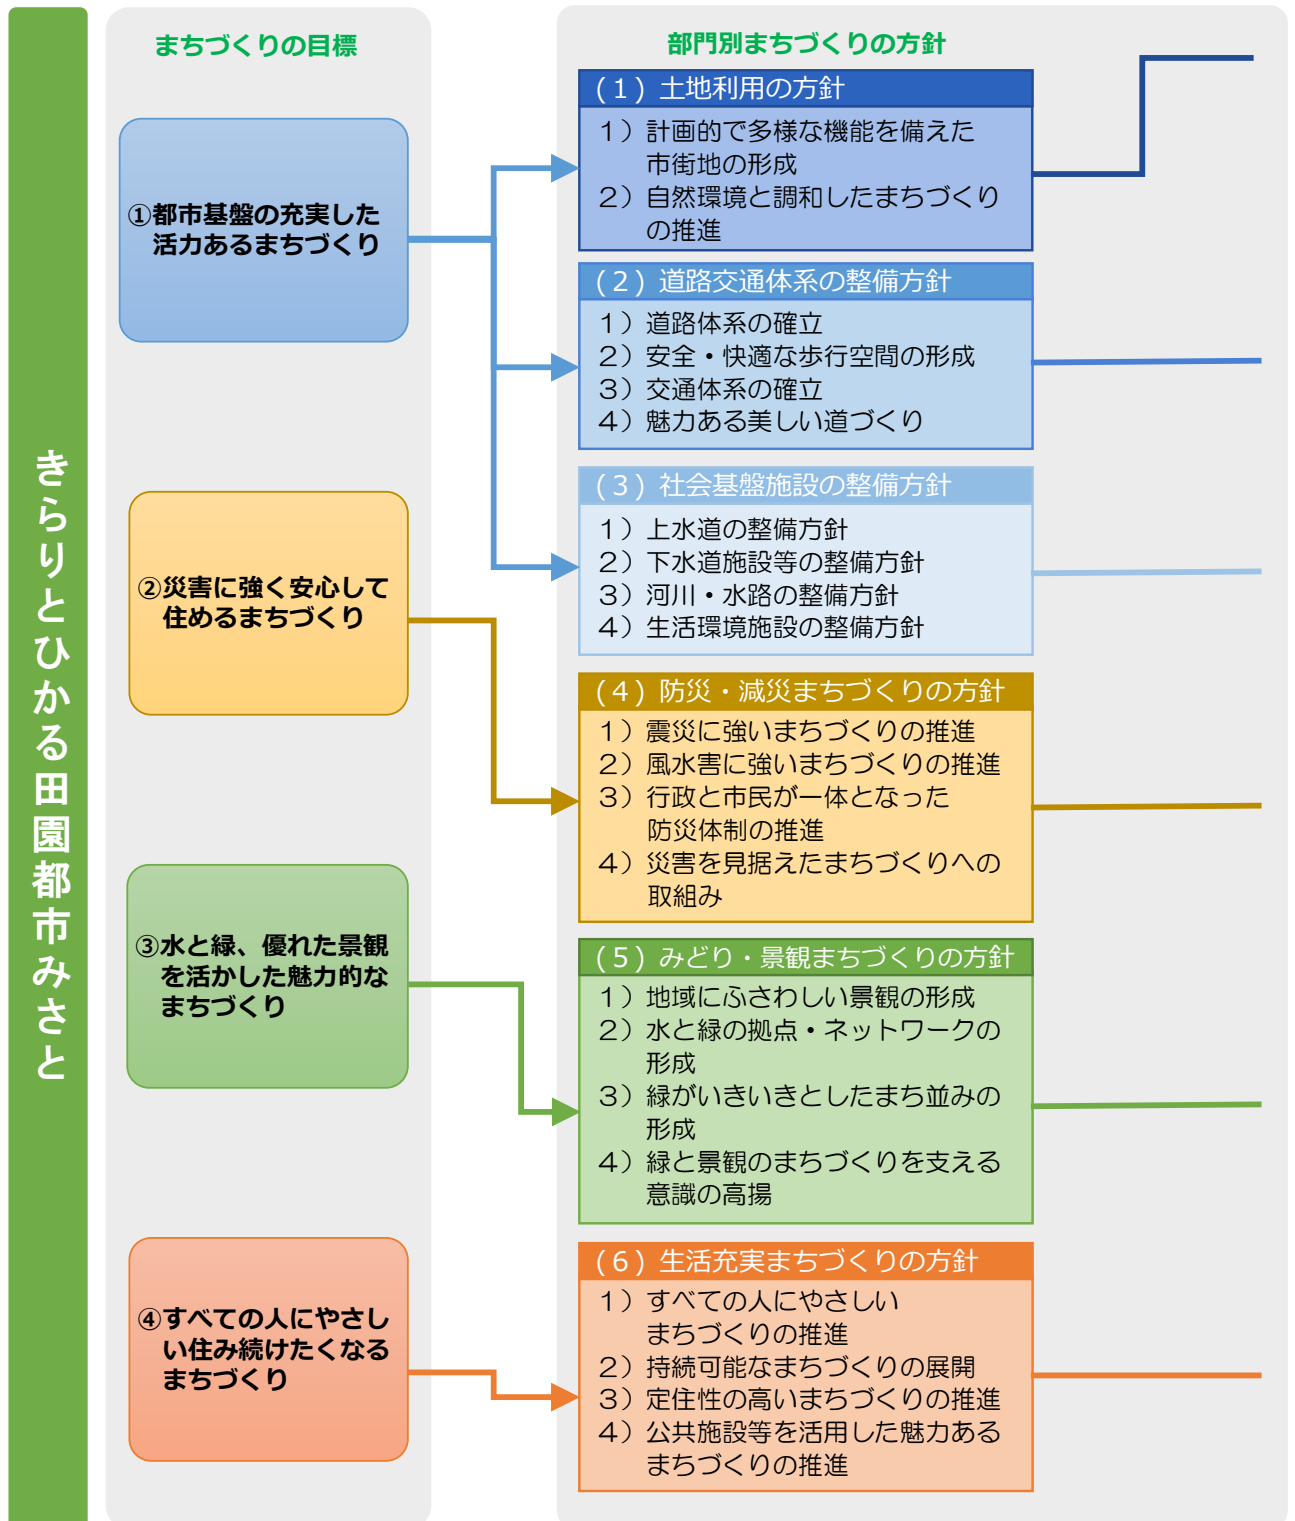 きらりとひかる田園都市みさと
まちづくりの目標
①都市基盤の充実した
活力あるまちづくり
②災害に強く安心して
住めるまちづくり
③水と緑、優れた景観
を活かした魅力的な
まちづくり
④すべての人にやさし
い住み続けたくなる
まちづくり
部門別まちづくりの方針
(1) 土地利用の方針
1）計画的で多様な機能を備えた
市街地の形成
2）自然環境と調和したまちづくり
の推進
(2) 道路交通体系の整備方針
1）道路体系の確立
2）安全・快適な歩行空間の形成
3）交通体系の確立
4）魅力ある美しい道づくり
(3) 社会基盤施設の整備方針
1）上水道の整備方針
2）下水道施設等の整備方針
3）河川・水路の整備方針
4）生活環境施設の整備方針
(4) 防災・減災まちづくりの方針
1）震災に強いまちづくりの推進
2）風水害に強いまちづくりの推進
3）行政と市民が一体となった
防災体制の推進
4）災害を見据えたまちづくりへの
取組み
(5) みどり・景観まちづくりの方針
1）地域にふさわしい景観の形成
2）水と緑の拠点・ネットワークの
形成
3）緑がいきいきとしたまち並みの
形成
4）緑と景観のまちづくりを支える
意識の高揚
(6) 生活充実まちづくりの方針
1）すべての人にやさしい
まちづくりの推進
2）持続可能なまちづくりの展開
3）定住性の高いまちづくりの推進
4）公共施設等を活用した魅力ある
まちづくりの推進